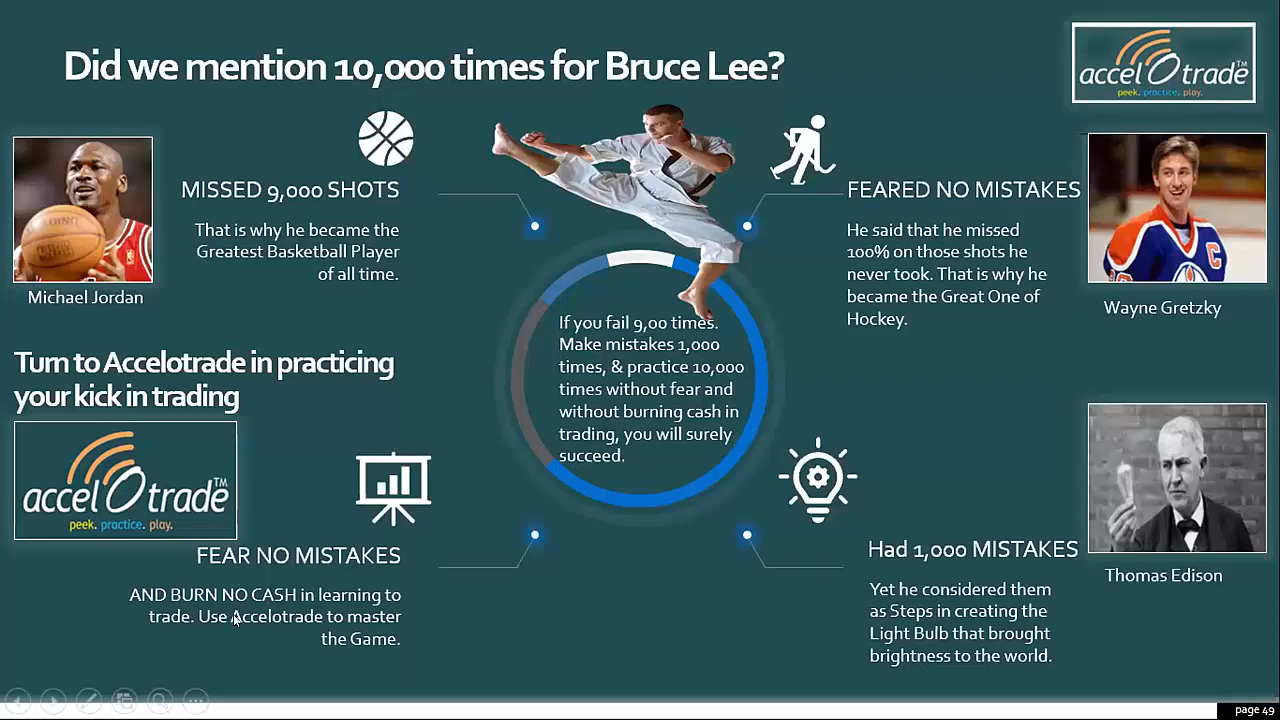 Did we mention 10,000 times for Bruce Lee?
accelOtrade™
peek. practice. play.
MISSED 9,000 SHOTS
That is why he became the
Greatest Basketball Player
of all time.
Michael Jordan
FEARED NO MISTAKES
He said that he missed
100% on those shots he
never took. That is why he
became the Great One of
Hockey.
Wayne Gretzky
If you fail 9,00 times.
Make mistakes 1,000
times, & practice 10,000
times without fear and
without burning cash in
trading, you will surely
succeed.
Turn to Accelotrade in practicing
your kick in trading
accelOtrade™
peek. practice. play.
FEAR NO MISTAKES
AND BURN NO CASH in learning to
trade. Use Accelotrade to master
the Game.
Had 1,000 MISTAKES
Yet he considered them
as Steps in creating the
Light Bulb that brought
brightness to the world.
Thomas Edison
page 49